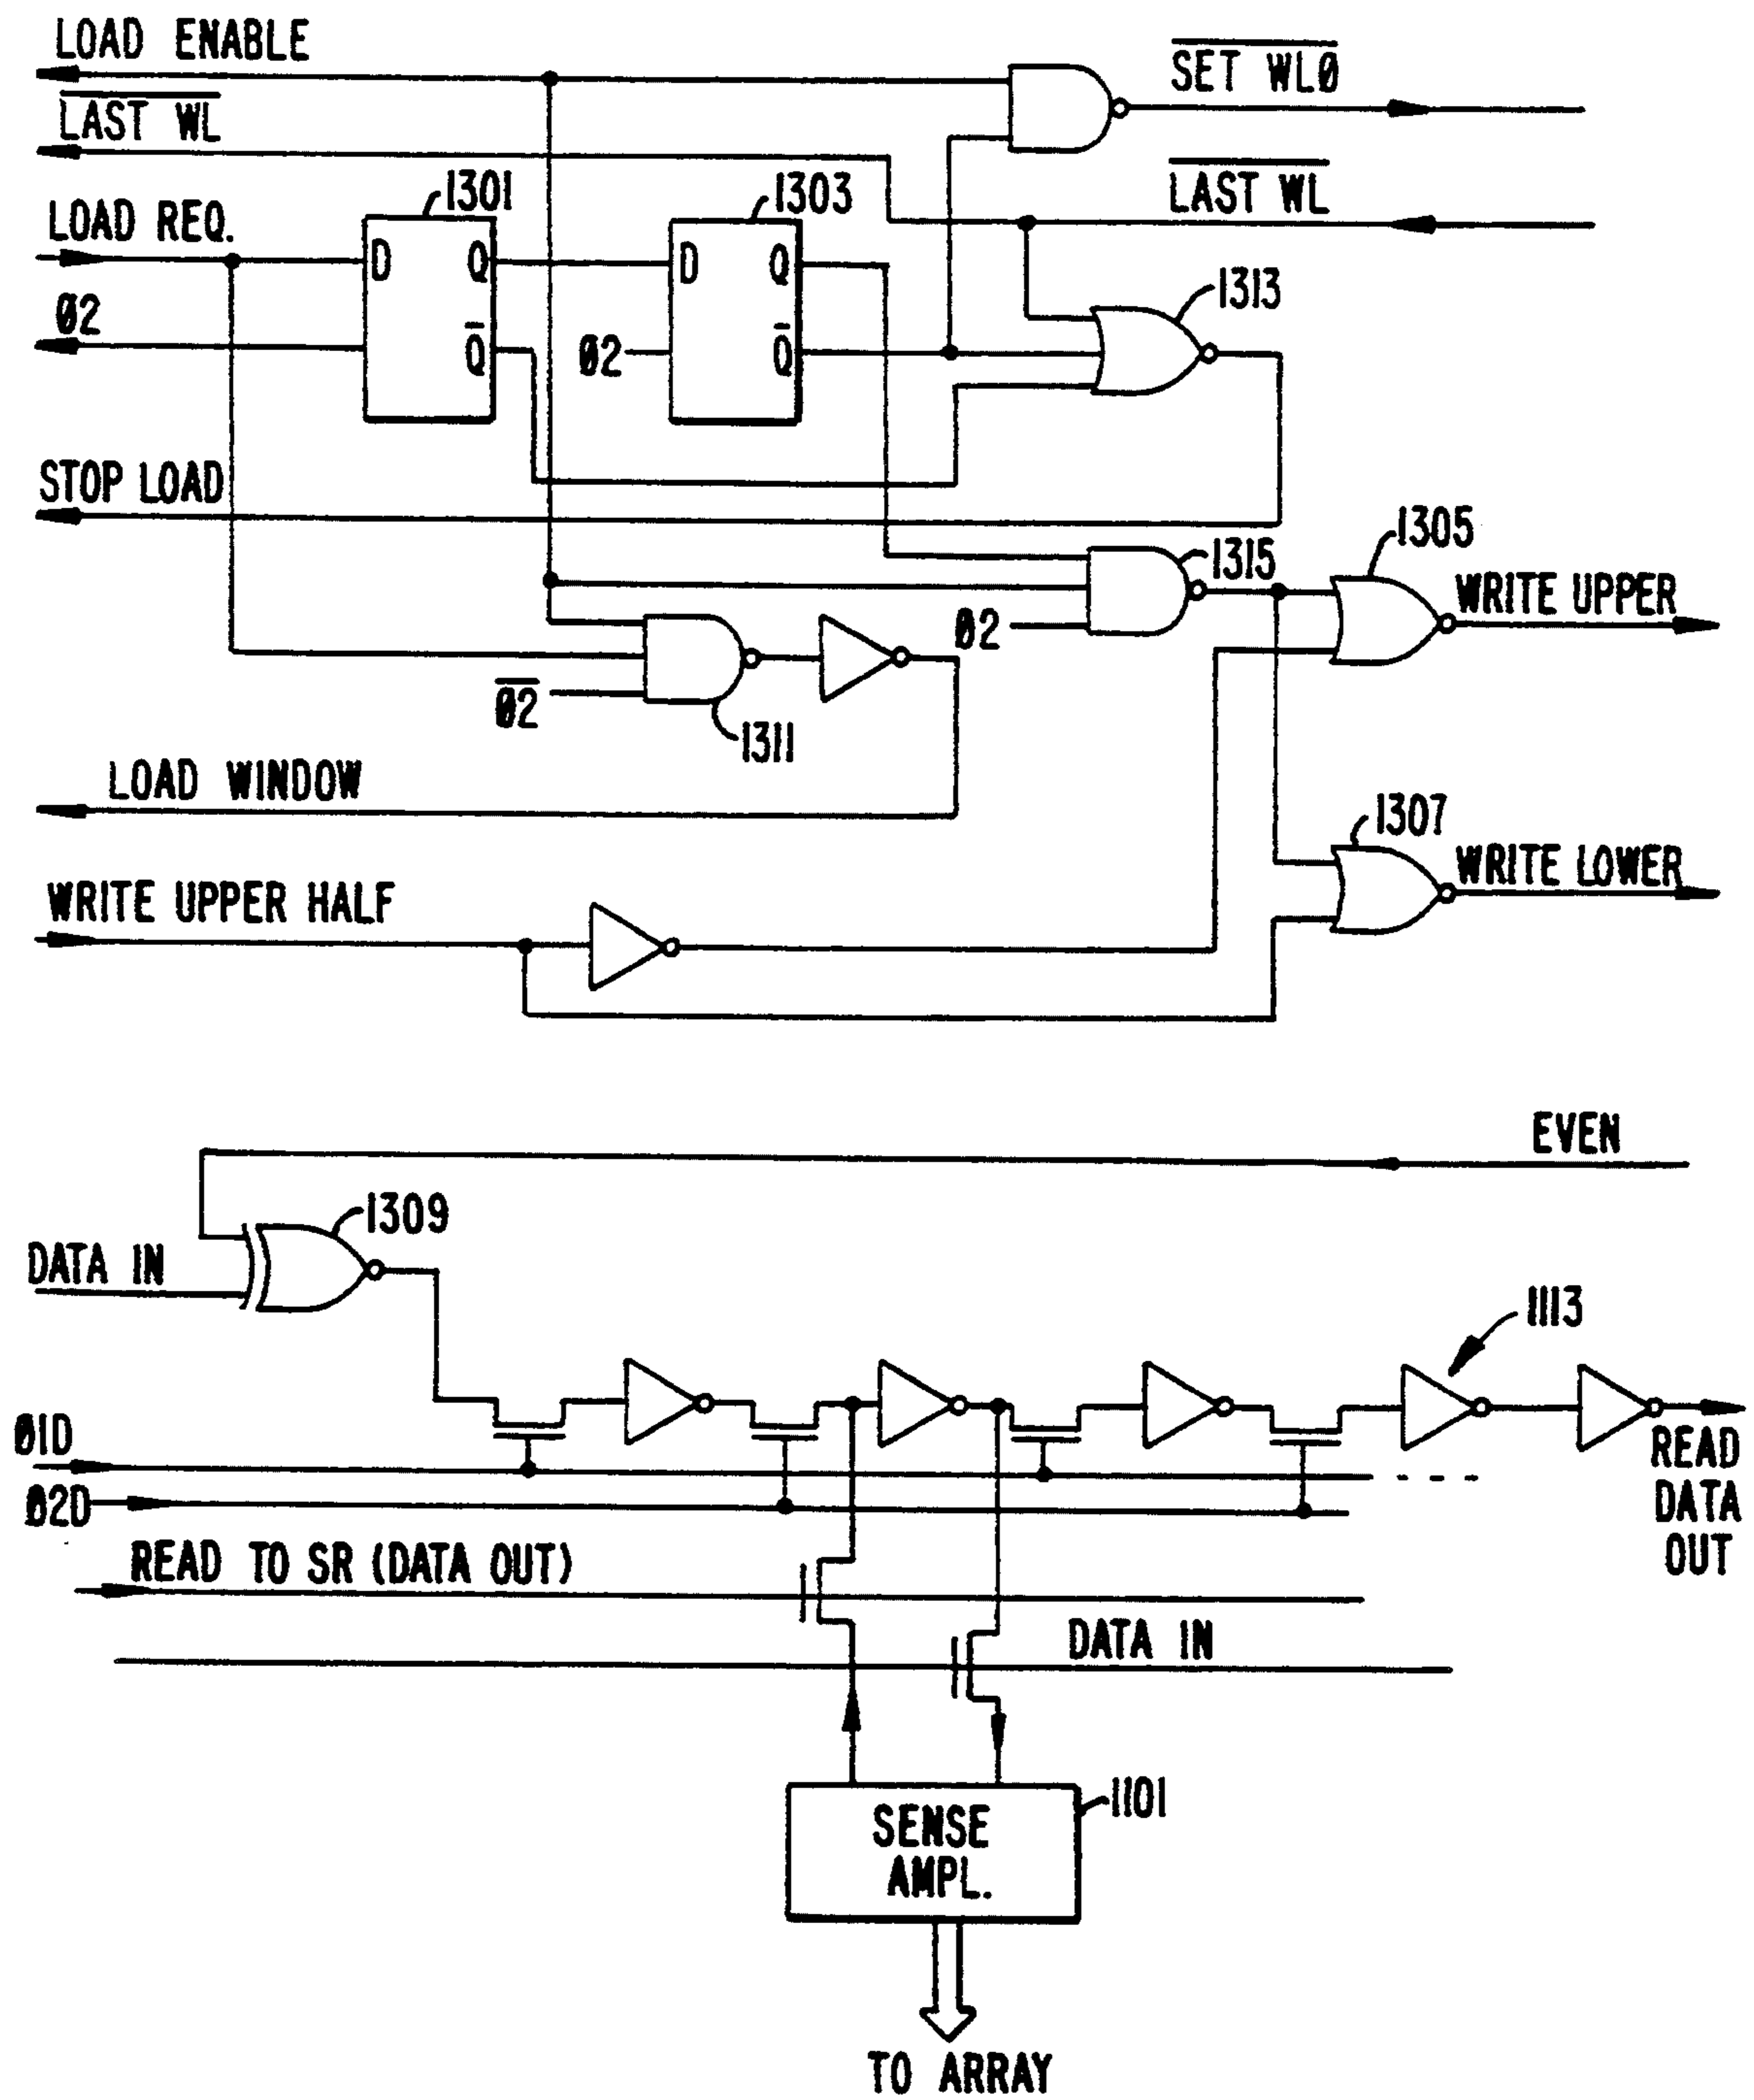 LOAD ENABLE
SET WLØ
LAST WL
LAST WL
1301
1303
LOAD REQ.
D
Q
D
Q
1313
Ø2
Q
Ø2
Q
STOP LOAD
1305
1315
WRITE UPPER
Ø2
Ø2
1311
LOAD WINDOW
1307
WRITE LOWER
WRITE UPPER HALF
EVEN
1309
DATA IN
1113
Ø1D
READ
DATA
OUT
Ø2D
READ TO SR (DATA OUT)
DATA IN
1101
SENSE
AMPL.
TO ARRAY